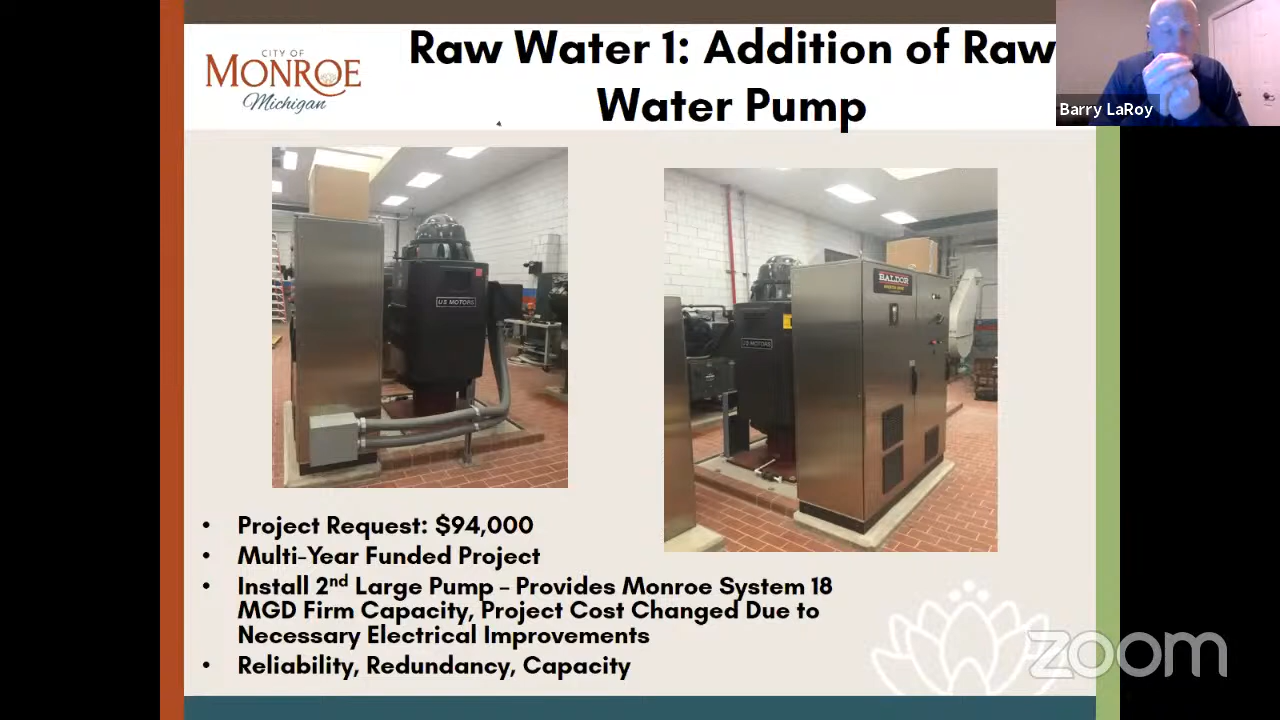 CITY OF
MONROE
Michigan
Raw Water 1: Addition of Raw
Water Pump
Barry LaRoy
US MOTORS
BALDOR
US MOTORS
• Project Request: $94,000
• Multi-Year Funded Project
• Install 2nd Large Pump – Provides Monroe System 18
MGD Firm Capacity, Project Cost Changed Due to
Necessary Electrical Improvements
• Reliability, Redundancy, Capacity
zoom